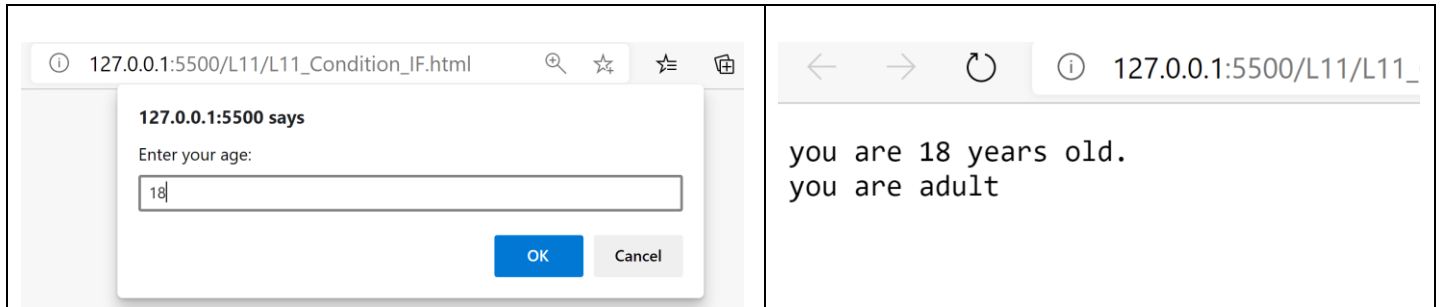 127.0.0.1:5500/L11/L11_Condition_IF.html
127.0.0.1:5500 says
Enter your age:
18
OK Cancel
127.0.0.1:5500/L11/L11_
you are 18 years old.
you are adult